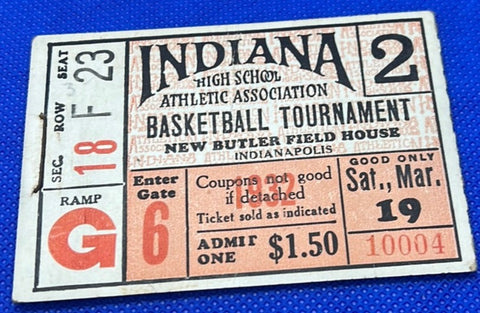 SEC. ROW SEAT
18 F 23
RAMP
G
INDIANA
HIGH SCHOOL
ATHLETIC ASSOCIATION
BASKETBALL TOURNAMENT
NEW BUTLER FIELD HOUSE
INDIANAPOLIS
2
Enter
Gate
6
Coupons not good
if detached
1932
Ticket sold as indicated
ADMIT
ONE $1.50
GOOD ONLY
Sat., Mar.
19
10004